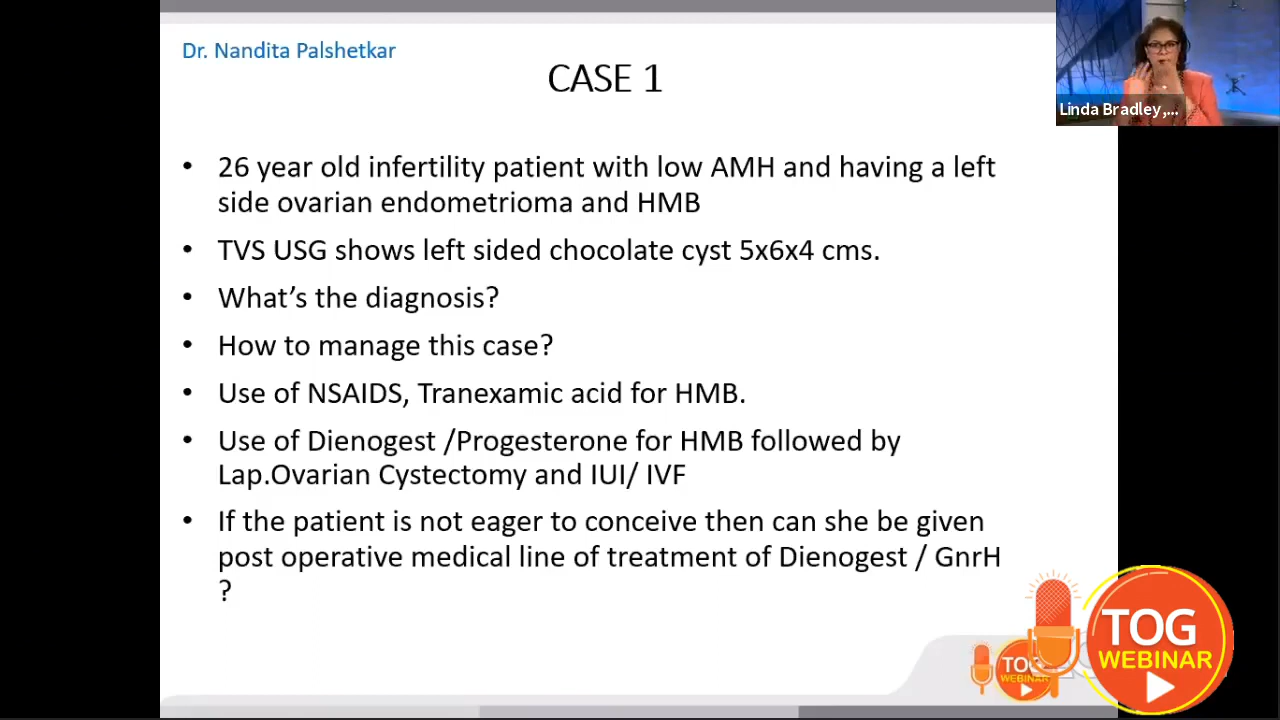 Dr. Nandita Palshetkar
CASE 1
Linda Bradley,...
• 26 year old infertility patient with low AMH and having a left
side ovarian endometrioma and HMB
• TVS USG shows left sided chocolate cyst 5x6x4 cms.
• What’s the diagnosis?
• How to manage this case?
• Use of NSAIDS, Tranexamic acid for HMB.
• Use of Dienogest /Progesterone for HMB followed by
Lap.Ovarian Cystectomy and IUI/ IVF
• If the patient is not eager to conceive then can she be given
post operative medical line of treatment of Dienogest / GnrH
?
TOG
WEBINAR
TOG
WEBINAR